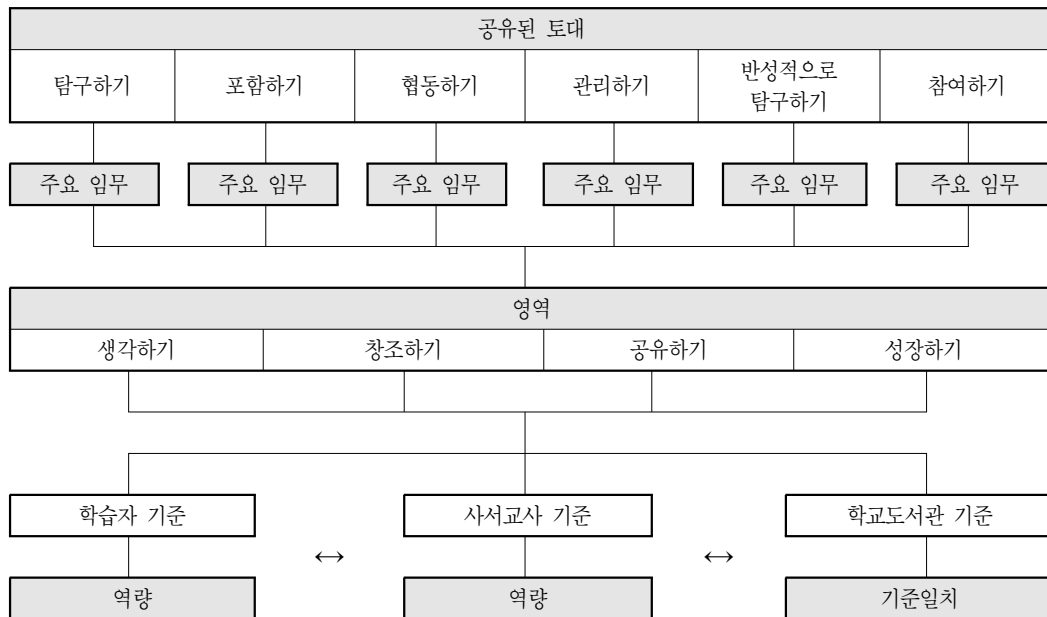 공유된 토대
탐구하기 포함하기 협동하기 관리하기 반성적으로 탐구하기 참여하기
주요 임무 주요 임무 주요 임무 주요 임무 주요 임무 주요 임무
영역
생각하기 창조하기 공유하기 성장하기
학습자 기준 사서교사 기준 학교도서관 기준
↔ ↔
역량 역량 기준일치